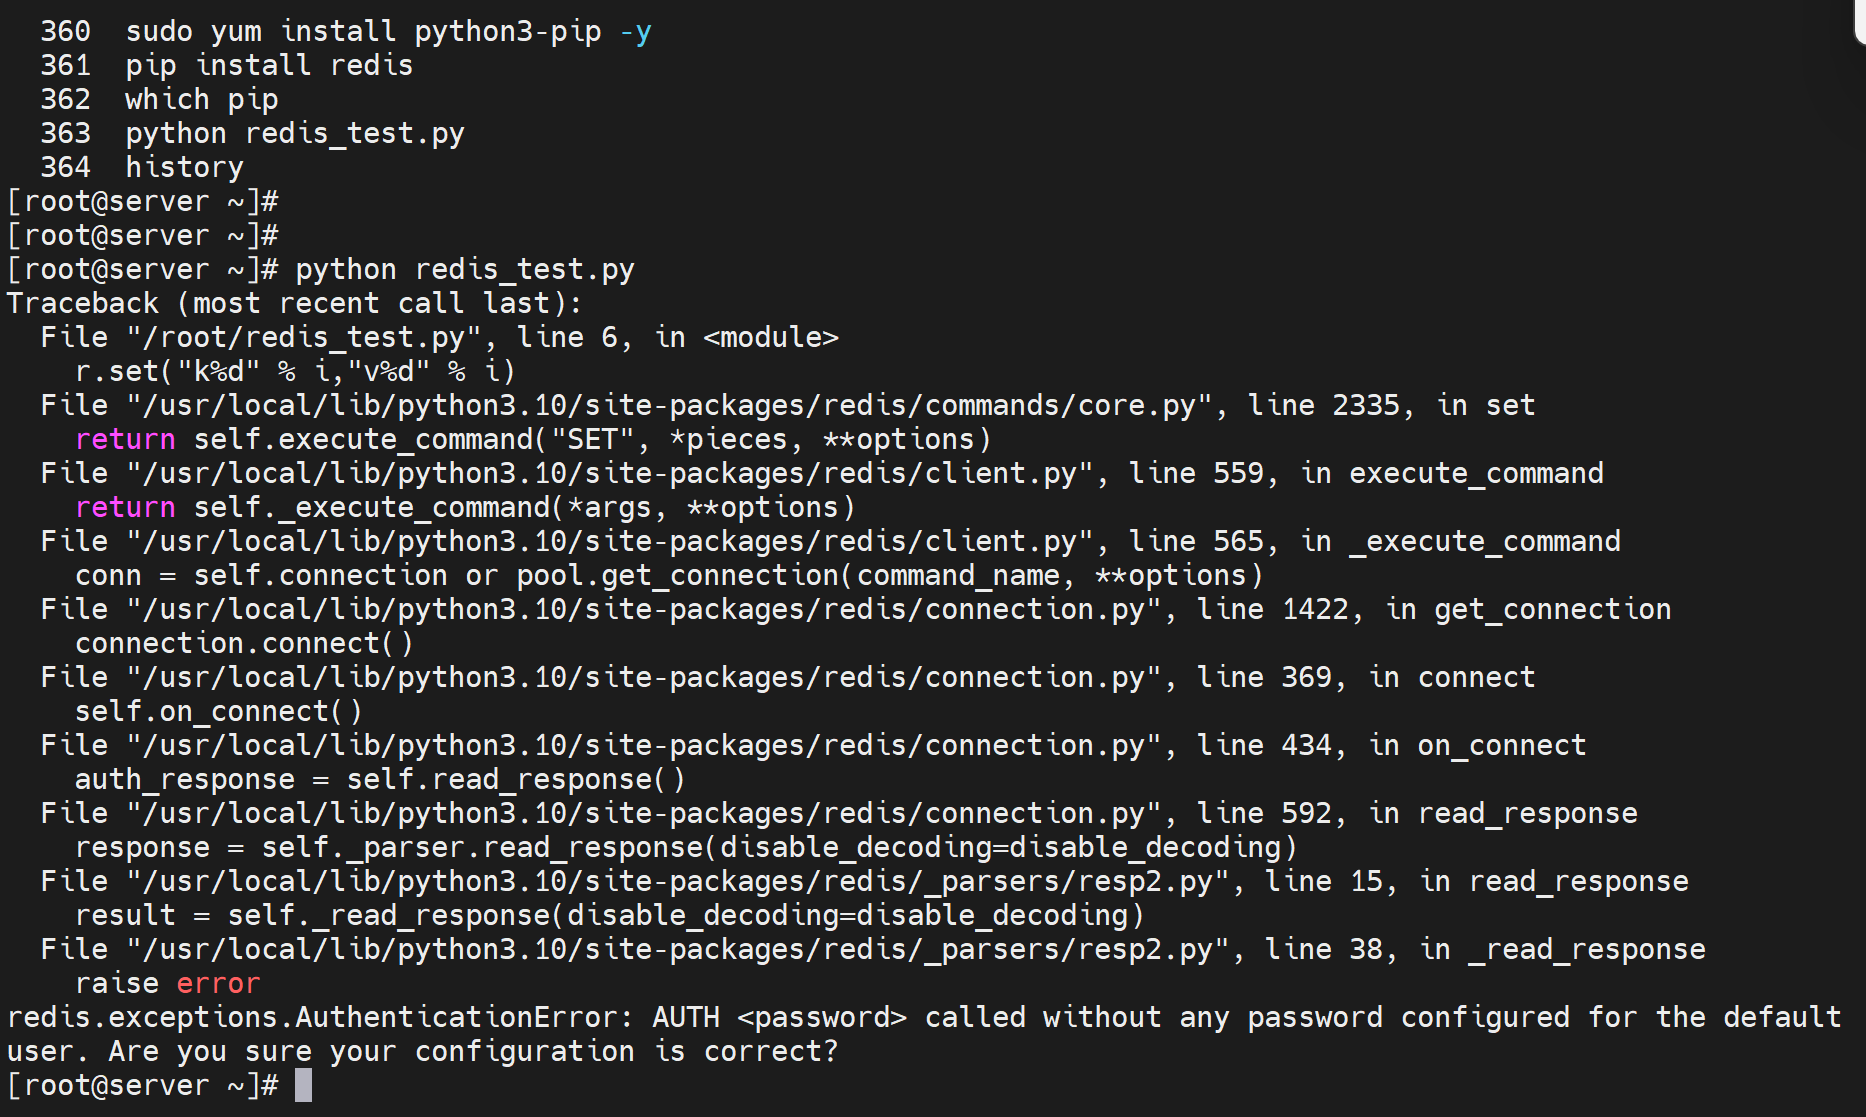 360  sudo yum install python3-pip -y
361  pip install redis
362  which pip
363  python redis_test.py
364  history
[root@server ~]#
[root@server ~]#
[root@server ~]# python redis_test.py
Traceback (most recent call last):
  File "/root/redis_test.py", line 6, in <module>
    r.set("k%d" % i,"v%d" % i)
  File "/usr/local/lib/python3.10/site-packages/redis/commands/core.py", line 2335, in set
    return self.execute_command("SET", *pieces, **options)
  File "/usr/local/lib/python3.10/site-packages/redis/client.py", line 559, in execute_command
    return self._execute_command(*args, **options)
  File "/usr/local/lib/python3.10/site-packages/redis/client.py", line 565, in _execute_command
    conn = self.connection or pool.get_connection(command_name, **options)
  File "/usr/local/lib/python3.10/site-packages/redis/connection.py", line 1422, in get_connection
    connection.connect()
  File "/usr/local/lib/python3.10/site-packages/redis/connection.py", line 369, in connect
    self.on_connect()
  File "/usr/local/lib/python3.10/site-packages/redis/connection.py", line 434, in on_connect
    auth_response = self.read_response()
  File "/usr/local/lib/python3.10/site-packages/redis/connection.py", line 592, in read_response
    response = self._parser.read_response(disable_decoding=disable_decoding)
  File "/usr/local/lib/python3.10/site-packages/redis/_parsers/resp2.py", line 15, in read_response
    result = self._read_response(disable_decoding=disable_decoding)
  File "/usr/local/lib/python3.10/site-packages/redis/_parsers/resp2.py", line 38, in _read_response
    raise error
redis.exceptions.AuthenticationError: AUTH <password> called without any password configured for the default
user. Are you sure your configuration is correct?
[root@server ~]#